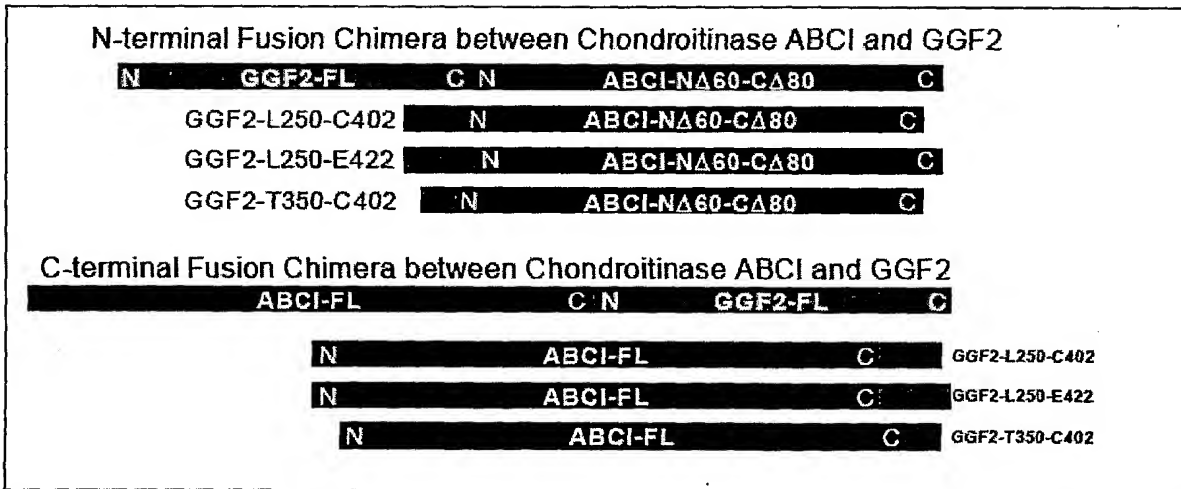 N-terminal Fusion Chimera between Chondroitinase ABCI and GGF2
N GGF2-FL C N ABCI-NΔ60-CΔ80 C
GGF2-L250-C402 N ABCI-NΔ60-CΔ80 C
GGF2-L250-E422 N ABCI-NΔ60-CΔ80 C
GGF2-T350-C402 N ABCI-NΔ60-CΔ80 C
C-terminal Fusion Chimera between Chondroitinase ABCI and GGF2
ABCI-FL C N GGF2-FL C
N ABCI-FL C GGF2-L250-C402
N ABCI-FL C GGF2-L250-E422
N ABCI-FL C GGF2-T350-C402